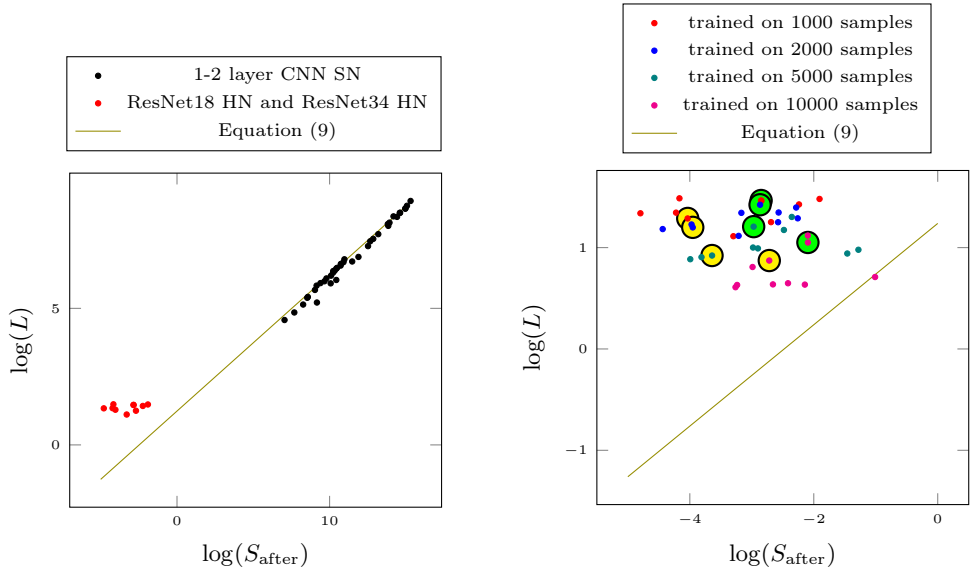 1-2 layer CNN SN
ResNet18 HN and ResNet34 HN
Equation (9)
5
0
0
10
log(L)
log(S_after)
trained on 1000 samples
trained on 2000 samples
trained on 5000 samples
trained on 10000 samples
Equation (9)
1
0
−1
−4
−2
0
log(L)
log(S_after)